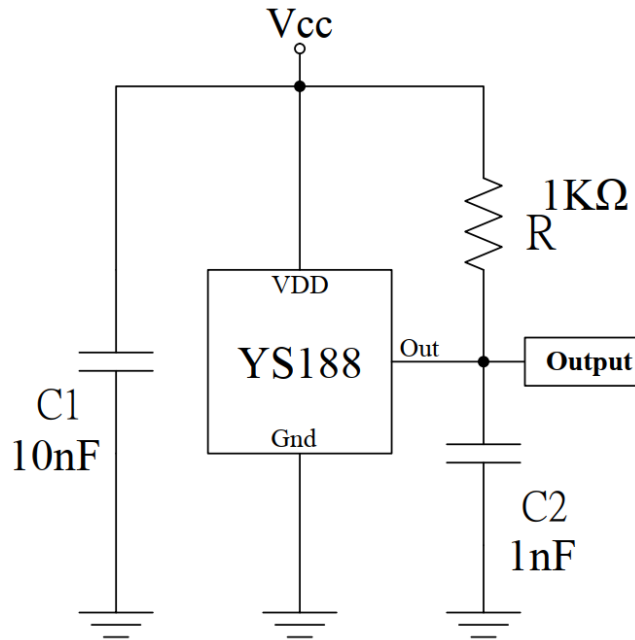 Vcc
1KΩ
R
VDD
YS188
Out
Output
Gnd
C1
10nF
C2
1nF